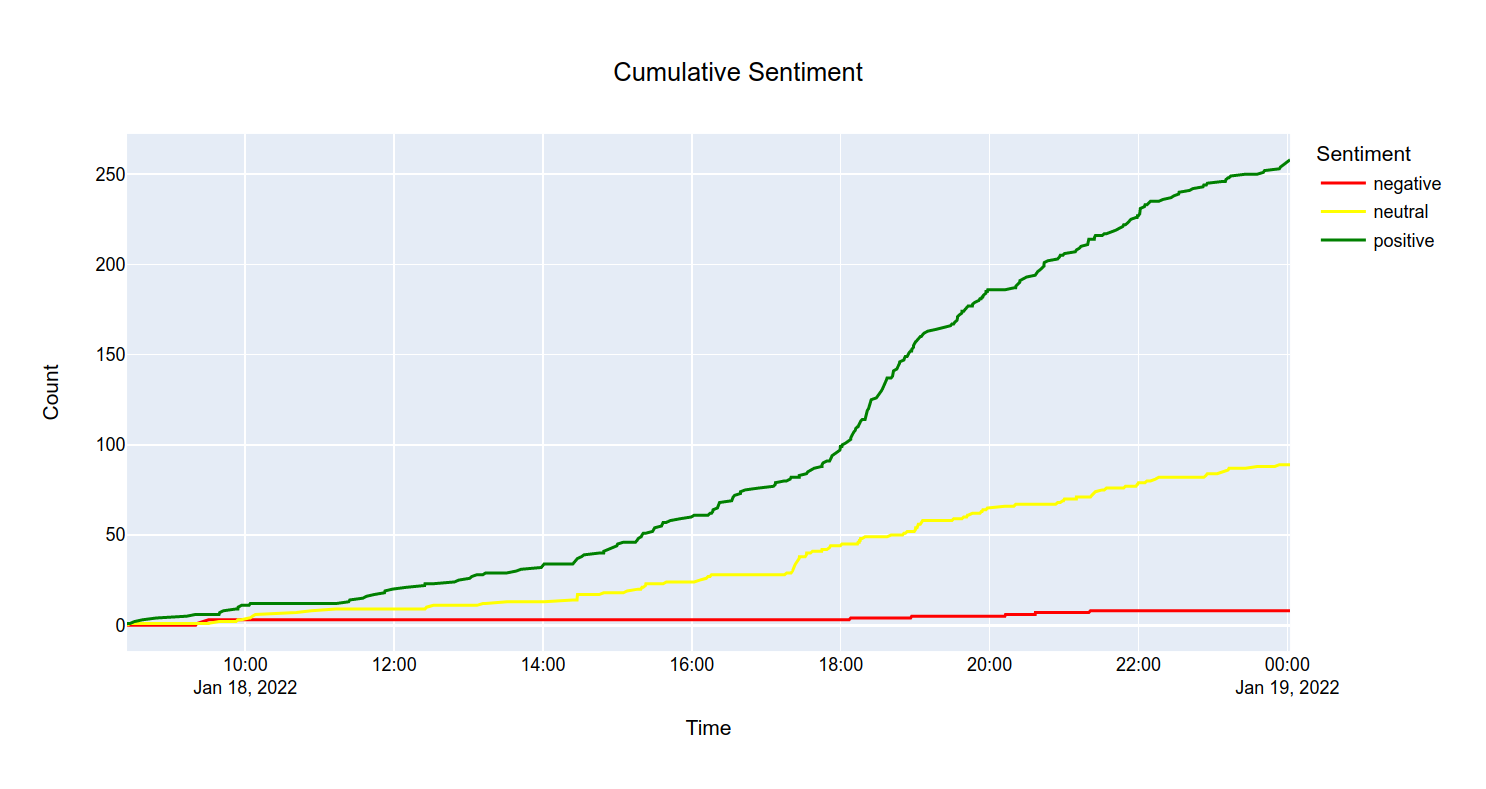 Cumulative Sentiment
Sentiment
negative
neutral
positive
250
200
150
100
50
0
Count
10:00
Jan 18, 2022
12:00
14:00
16:00
18:00
20:00
22:00
00:00
Jan 19, 2022
Time